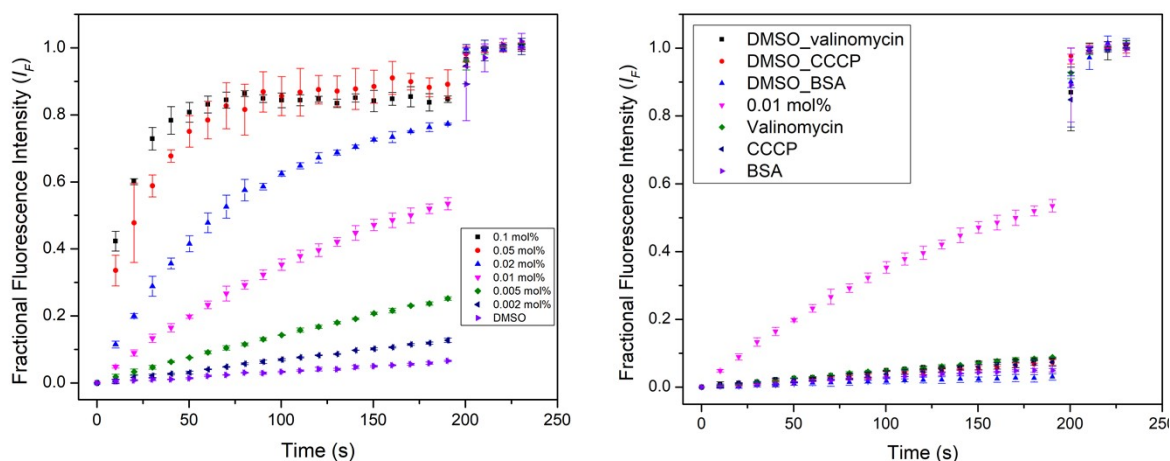 1.0
0.8
0.6
0.4
0.2
0.0
0
50
100
150
200
250
Fractional Fluorescence Intensity (I_F)
Time (s)
0.1 mol%
0.05 mol%
0.02 mol%
0.01 mol%
0.005 mol%
0.002 mol%
DMSO
1.0
0.8
0.6
0.4
0.2
0.0
0
50
100
150
200
250
Fractional Fluorescence Intensity (I_F)
Time (s)
DMSO_valinomycin
DMSO_CCCP
DMSO_BSA
0.01 mol%
Valinomycin
CCCP
BSA